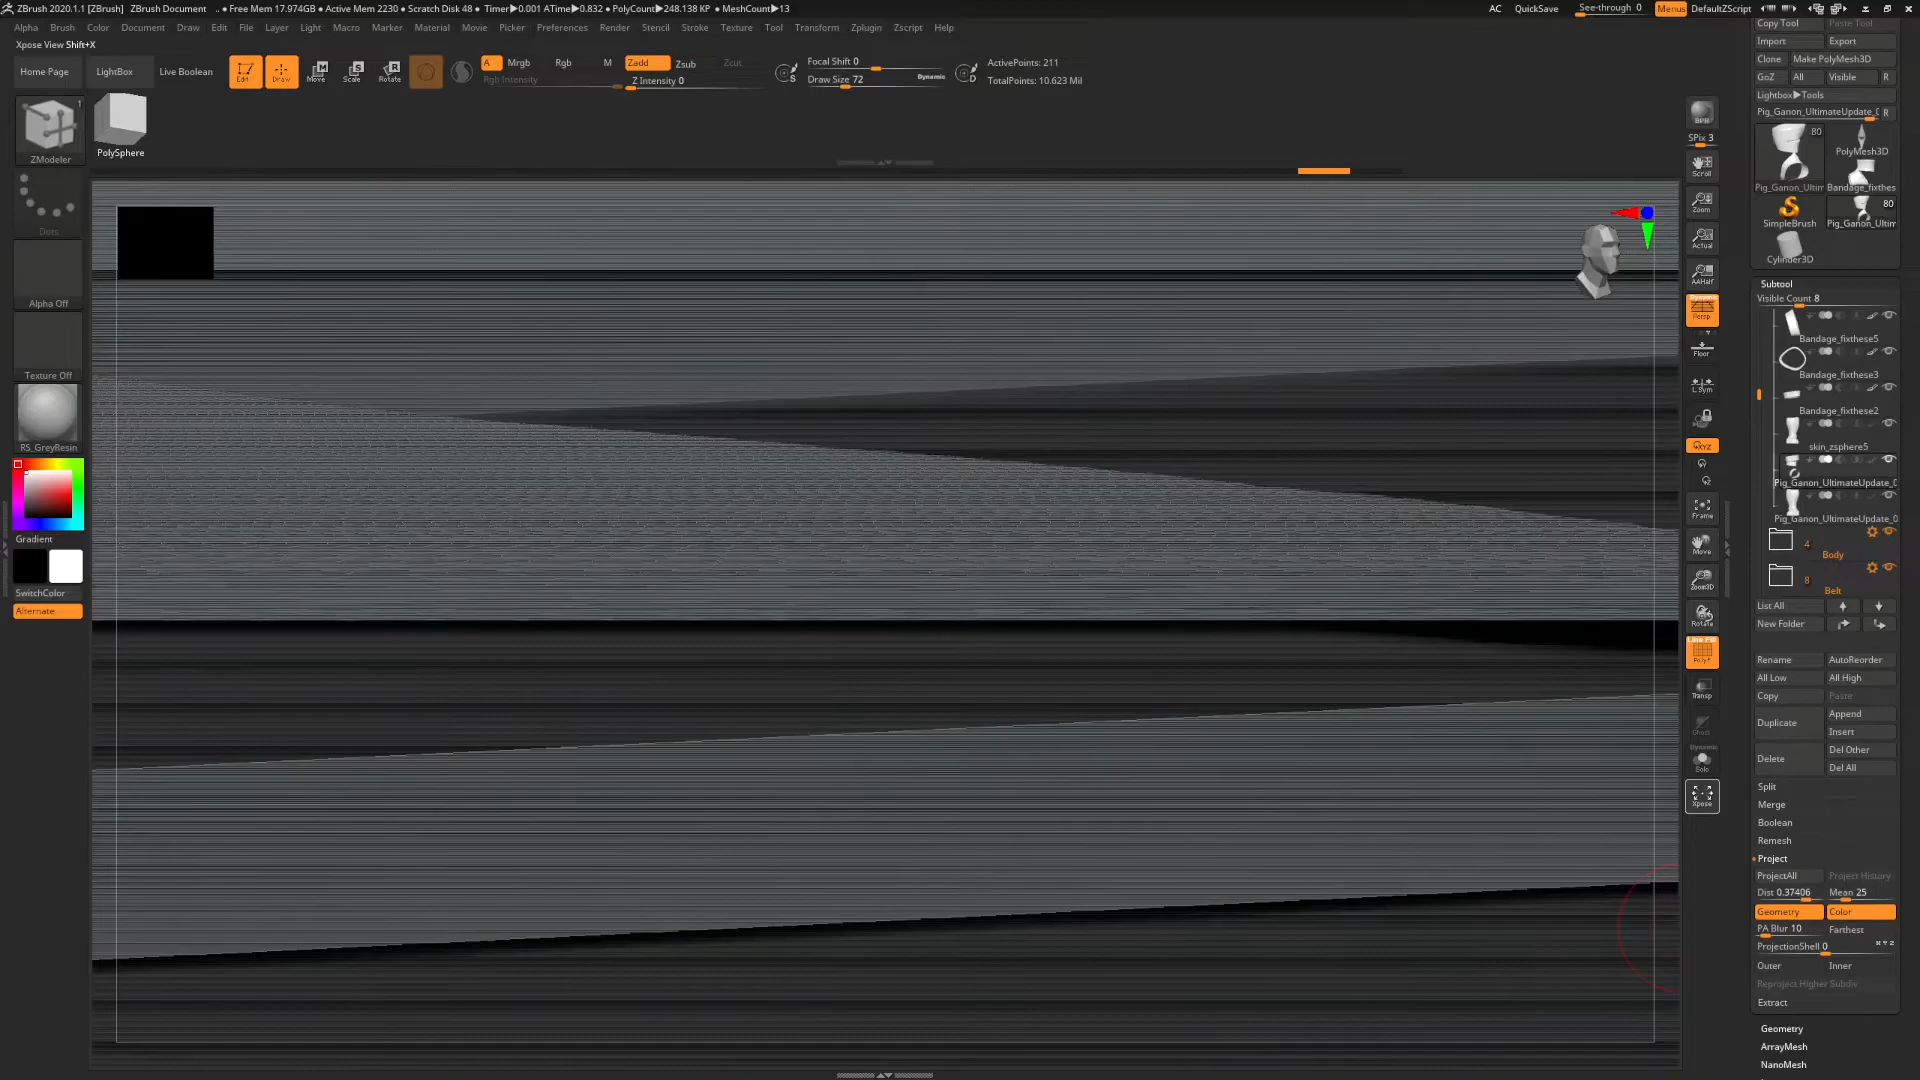 ZBrush 2020.1.1 [ZBrush] ZBrush Document .. • Free Mem 17.974GB • Active Mem 2230 • Scratch Disk 48 • Timer▶0.001 ATime▶0.832 • PolyCount▶248.138 KP • MeshCount▶13 AC QuickSave See-through 0 Menus DefaultZScript
Alpha Brush Color Document Draw Edit File Layer Light Macro Marker Material Movie Picker Preferences Render Stencil Stroke Texture Tool Transform Zplugin Zscript Help
Xpose View Shift+X
Home Page LightBox Live Boolean Edit Draw Move Scale Rotate
A Mrgb Rgb M Zadd Zsub Zcut
Rgb Intensity Z Intensity 0
Focal Shift 0
Draw Size 72 Dynamic
ActivePoints: 211
TotalPoints: 10.623 Mil
ZModeler
1
PolySphere
Dots
Alpha Off
Texture Off
RS_GreyResin
Gradient
SwitchColor
Alternate
BPR
SPix 3
Scroll
Zoom
Actual
AAHalf
Dynamic
Persp
Floor
L.Sym
XYZ
Frame
Move
Zoom3D
Rotate
Line Fill
PolyF
Transp
Ghost
Dynamic
Solo
Xpose
Copy Tool Paste Tool
Import Export
Clone Make PolyMesh3D
GoZ All Visible R
Lightbox▶Tools
Pig_Ganon_UltimateUpdate_0 R
80
PolyMesh3D
Pig_Ganon_Ultim Bandage_fixthes
80
SimpleBrush Pig_Ganon_Ultim
Cylinder3D
Subtool
Visible Count 8
Bandage_fixthese5
Bandage_fixthese3
Bandage_fixthese2
skin_zsphere5
Pig_Ganon_UltimateUpdate_0
Pig_Ganon_UltimateUpdate_0
4
Body
8
Belt
List All
New Folder
Rename AutoReorder
All Low All High
Copy Paste
Duplicate Append
Insert
Delete Del Other
Del All
Split
Merge
Boolean
Remesh
Project
ProjectAll Project History
Dist 0.37406 Mean 25
Geometry Color
PA Blur 10 Farthest
ProjectionShell 0 X Y Z
Outer Inner
Reproject Higher Subdiv
Extract
Geometry
ArrayMesh
NanoMesh